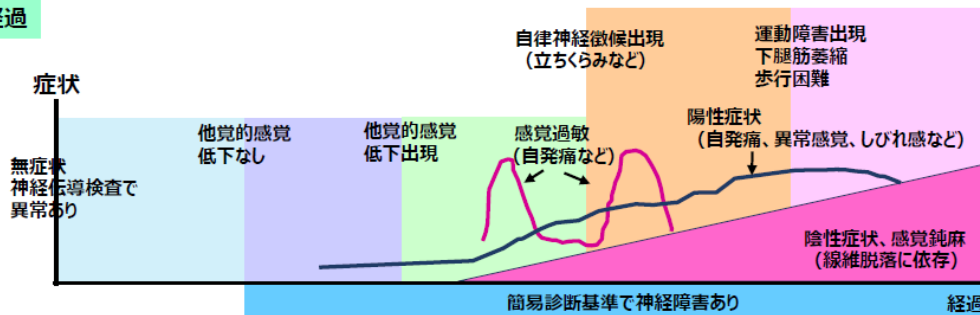 経過
症状
無症状
神経伝導検査で
異常あり
他覚的感覚
低下なし
他覚的感覚
低下出現
感覚過敏
(自発痛など)
自律神経徴候出現
(立ちくらみなど)
運動障害出現
下腿筋萎縮
歩行困難
陽性症状
(自発痛、異常感覚、しびれ感など)
陰性症状、感覚鈍麻
(線維脱落に依存)
簡易診断基準で神経障害あり
経過